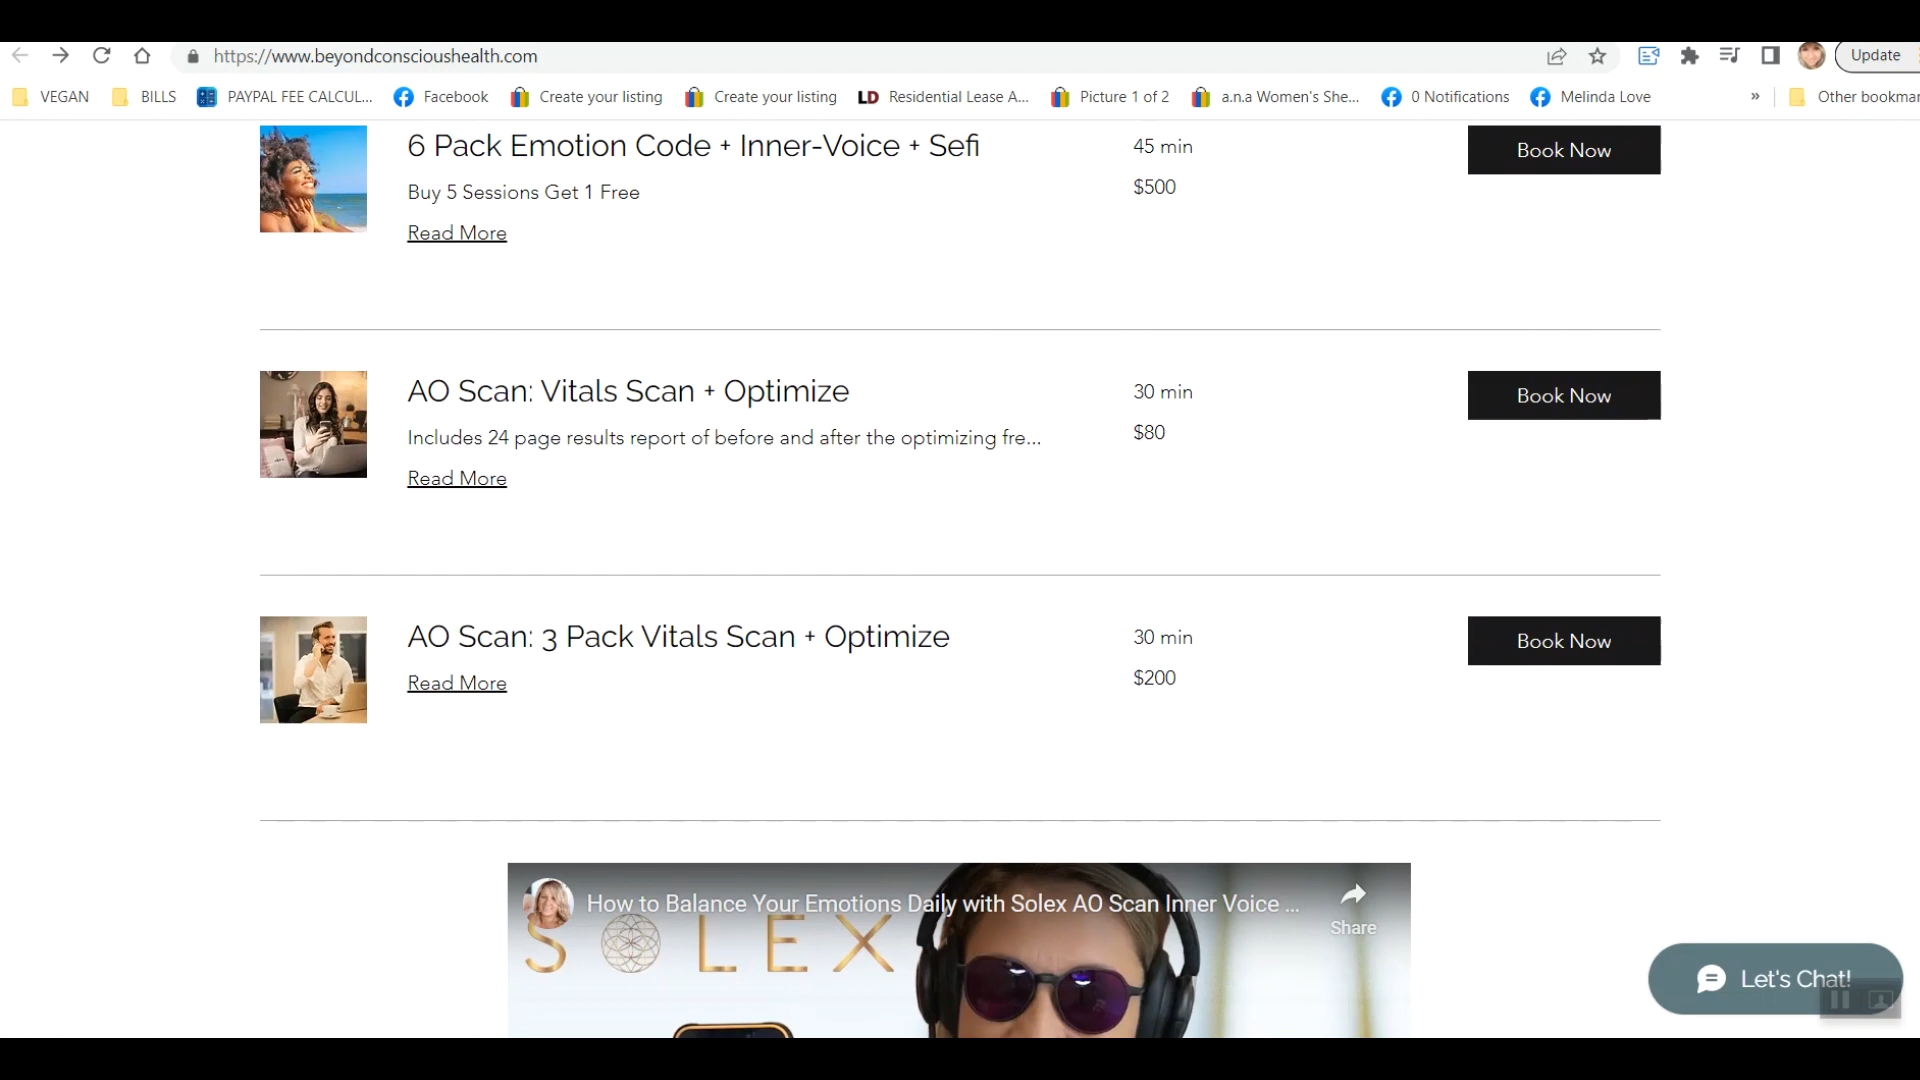 https://www.beyondconscioushealth.com
Update
VEGAN
BILLS
PAYPAL FEE CALCUL...
Facebook
Create your listing
Create your listing
LD Residential Lease A...
Picture 1 of 2
a.n.a Women's She...
0 Notifications
Melinda Love
»
Other bookmar
6 Pack Emotion Code + Inner-Voice + Sefi
45 min
Book Now
Buy 5 Sessions Get 1 Free
$500
Read More
AO Scan: Vitals Scan + Optimize
30 min
Book Now
Includes 24 page results report of before and after the optimizing fre...
$80
Read More
AO Scan: 3 Pack Vitals Scan + Optimize
30 min
Book Now
Read More
$200
How to Balance Your Emotions Daily with Solex AO Scan Inner Voice ...
Share
SOLEX
Let's Chat!